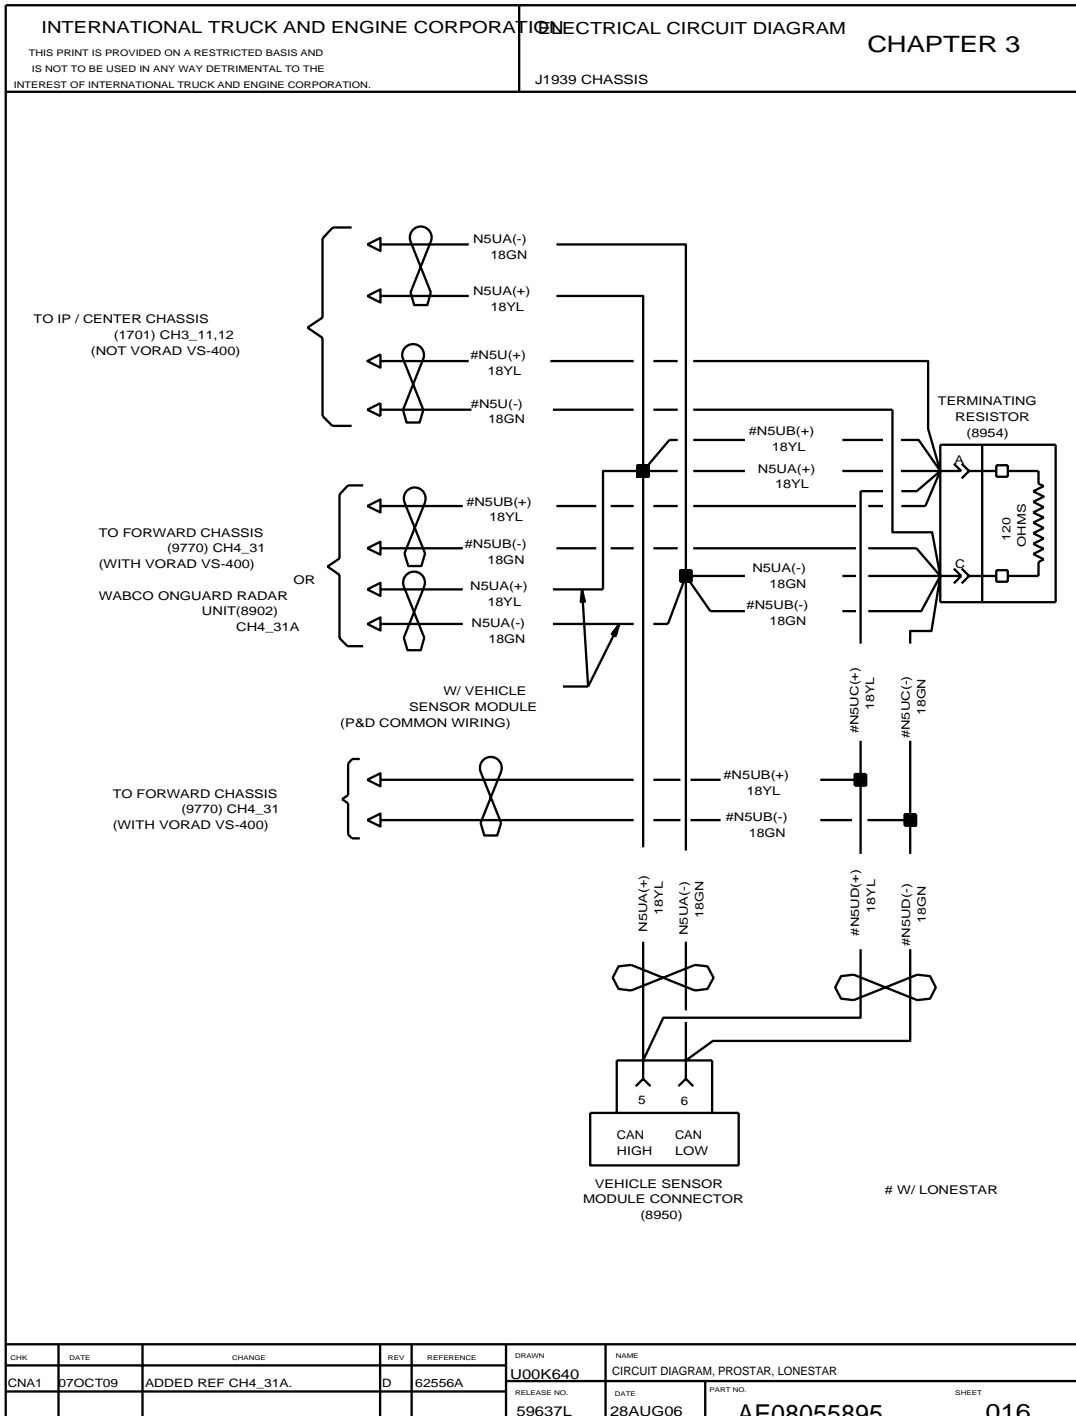 INTERNATIONAL TRUCK AND ENGINE CORPORATION
THIS PRINT IS PROVIDED ON A RESTRICTED BASIS AND
IS NOT TO BE USED IN ANY WAY DETRIMENTAL TO THE
INTEREST OF INTERNATIONAL TRUCK AND ENGINE CORPORATION.
ELECTRICAL CIRCUIT DIAGRAM
CHAPTER 3
J1939 CHASSIS
N5UA(-)
18GN
N5UA(+)
18YL
TO IP / CENTER CHASSIS
(1701) CH3_11,12
(NOT VORAD VS-400)
#N5U(+)
18YL
#N5U(-)
18GN
TERMINATING
RESISTOR
(8954)
#N5UB(+)
18YL
N5UA(+)
18YL
A
120
OHMS
C
#N5UB(+)
18YL
#N5UB(-)
18GN
TO FORWARD CHASSIS
(9770) CH4_31
(WITH VORAD VS-400)
OR
WABCO ONGUARD RADAR
UNIT(8902)
CH4_31A
N5UA(+)
18YL
N5UA(-)
18GN
N5UA(-)
18GN
#N5UB(-)
18GN
W/ VEHICLE
SENSOR MODULE
(P&D COMMON WIRING)
#N5UC(+)
18YL
#N5UC(-)
18GN
TO FORWARD CHASSIS
(9770) CH4_31
(WITH VORAD VS-400)
#N5UB(+)
18YL
#N5UB(-)
18GN
N5UA(+)
18YL
N5UA(-)
18GN
#N5UD(+)
18YL
#N5UD(-)
18GN
5 6
CAN CAN
HIGH LOW
VEHICLE SENSOR
MODULE CONNECTOR
(8950)
# W/ LONESTAR
CHK DATE CHANGE REV REFERENCE
CNA1 07OCT09 ADDED REF CH4_31A. D 62556A
DRAWN
U00K640
NAME
CIRCUIT DIAGRAM, PROSTAR, LONESTAR
RELEASE NO.
59637L
DATE
28AUG06
PART NO.
AE08055895
SHEET
016